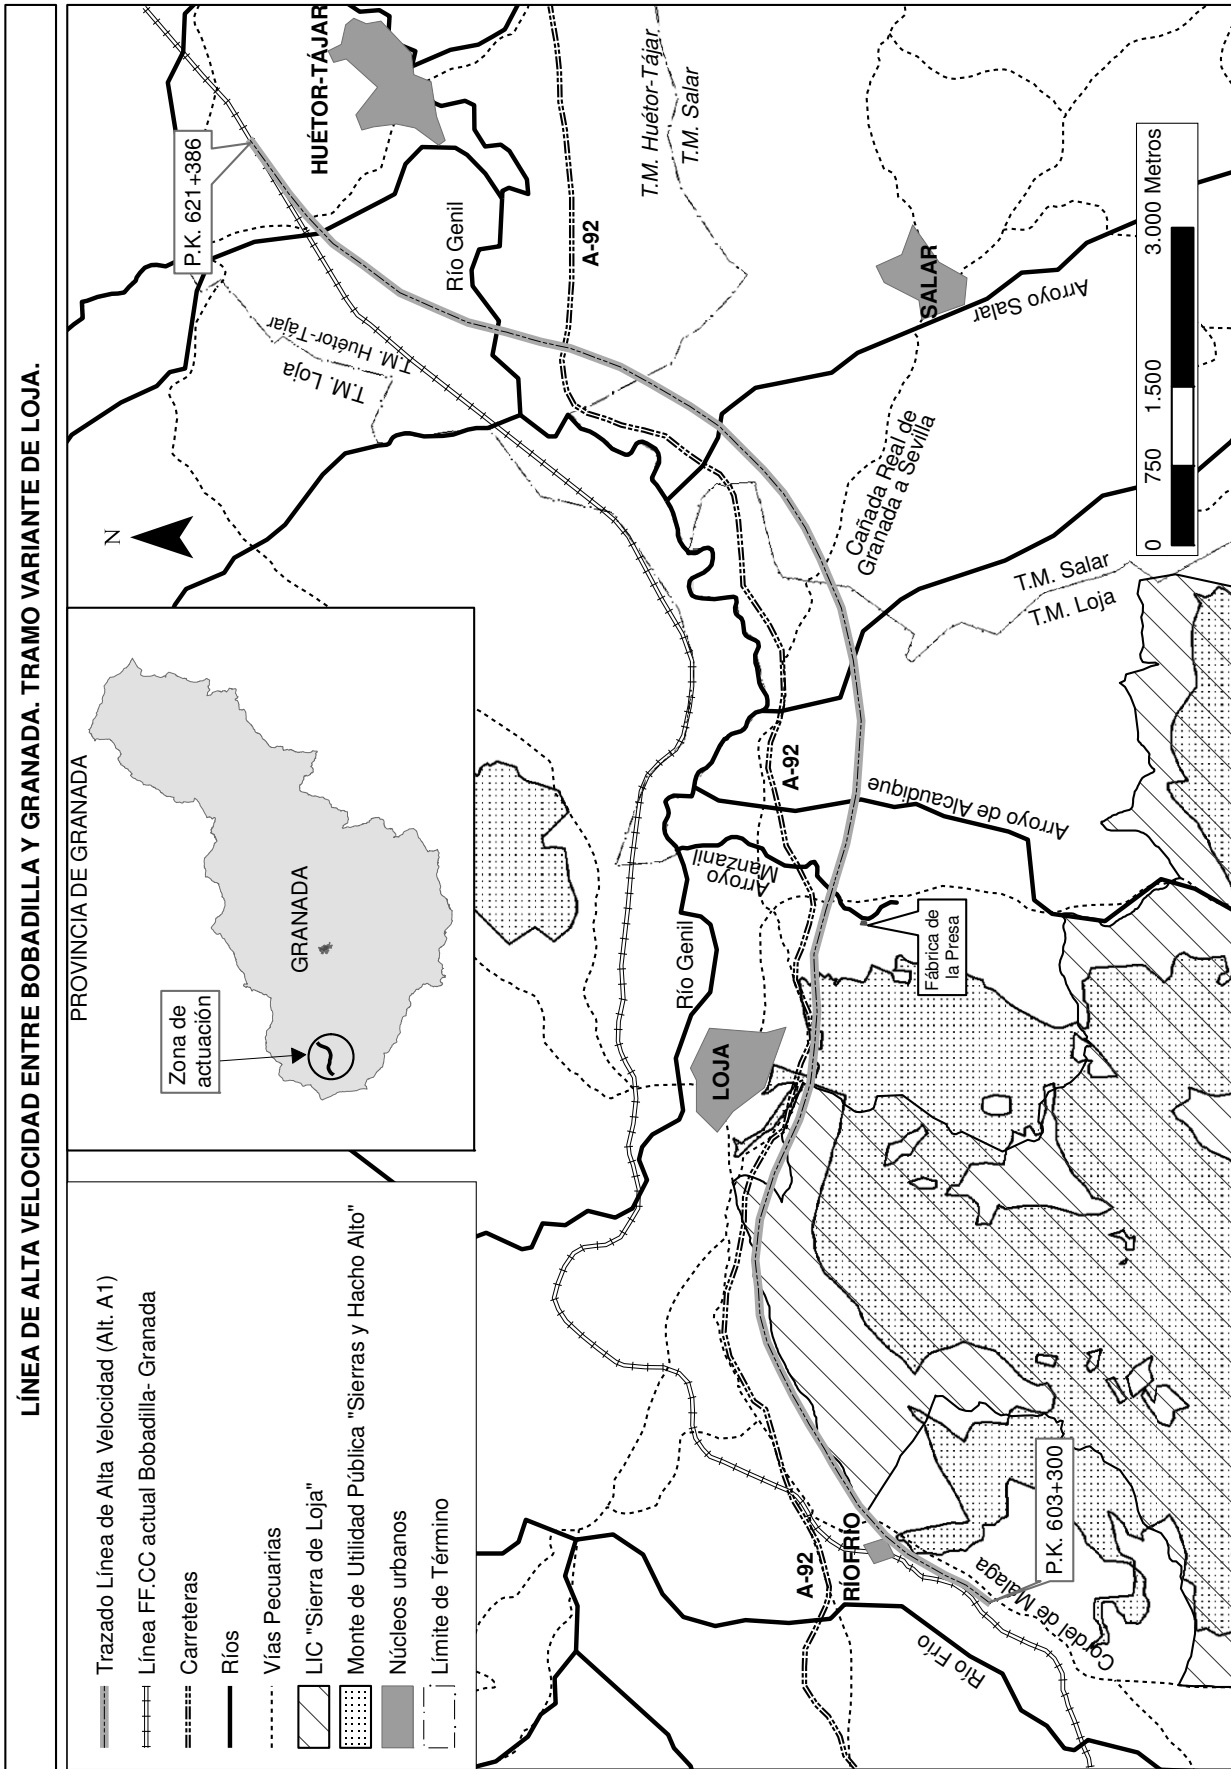 LÍNEA DE ALTA VELOCIDAD ENTRE BOBADILLA Y GRANADA. TRAMO VARIANTE DE LOJA.
PROVINCIA DE GRANADA
Zona de
actuación
GRANADA
N
Trazado Línea de Alta Velocidad (Alt. A1)
Línea FF.CC actual Bobadilla- Granada
Carreteras
Ríos
Vías Pecuarias
LIC "Sierra de Loja"
Monte de Utilidad Pública "Sierras y Hacho Alto"
Núcleos urbanos
Límite de Término
P.K. 621+386
HUÉTOR-TÁJAR
T.M. Huétor-Tájar
T.M. Loja
Río Genil
A-92
T.M. Huétor-Tájar
T.M. Salar
SALAR
Arroyo Salar
Cañada Real de
Granada a Sevilla
T.M. Salar
T.M. Loja
A-92
Arroyo de Alcaudique
Arroyo
Manzanil
Río Genil
Fábrica de
la Presa
LOJA
A-92
RÍOFRÍO
Río Frío
Cordel de Málaga
P.K. 603+300
0
750
1.500
3.000 Metros